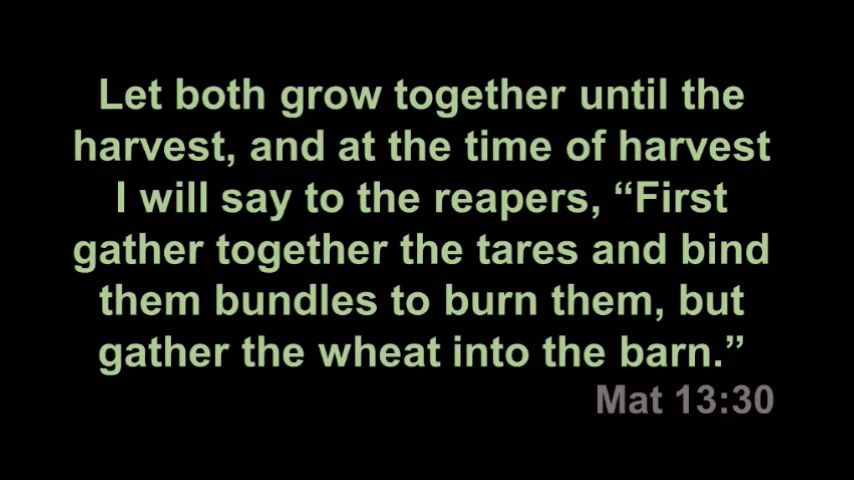 Let both grow together until the
harvest, and at the time of harvest
I will say to the reapers, “First
gather together the tares and bind
them bundles to burn them, but
gather the wheat into the barn.”
Mat 13:30